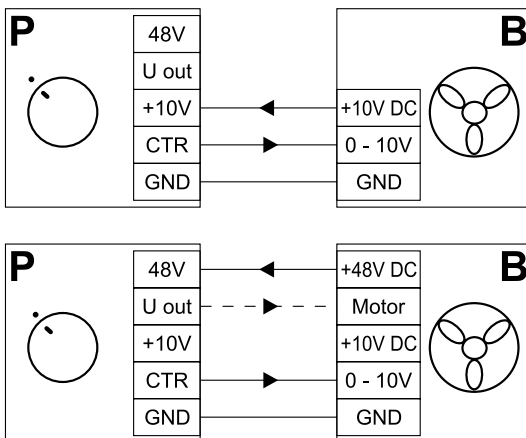 P
B
48V
U out
+10V
+10V DC
CTR
0 - 10V
GND
GND
P
B
48V
+48V DC
U out
Motor
+10V
+10V DC
CTR
0 - 10V
GND
GND